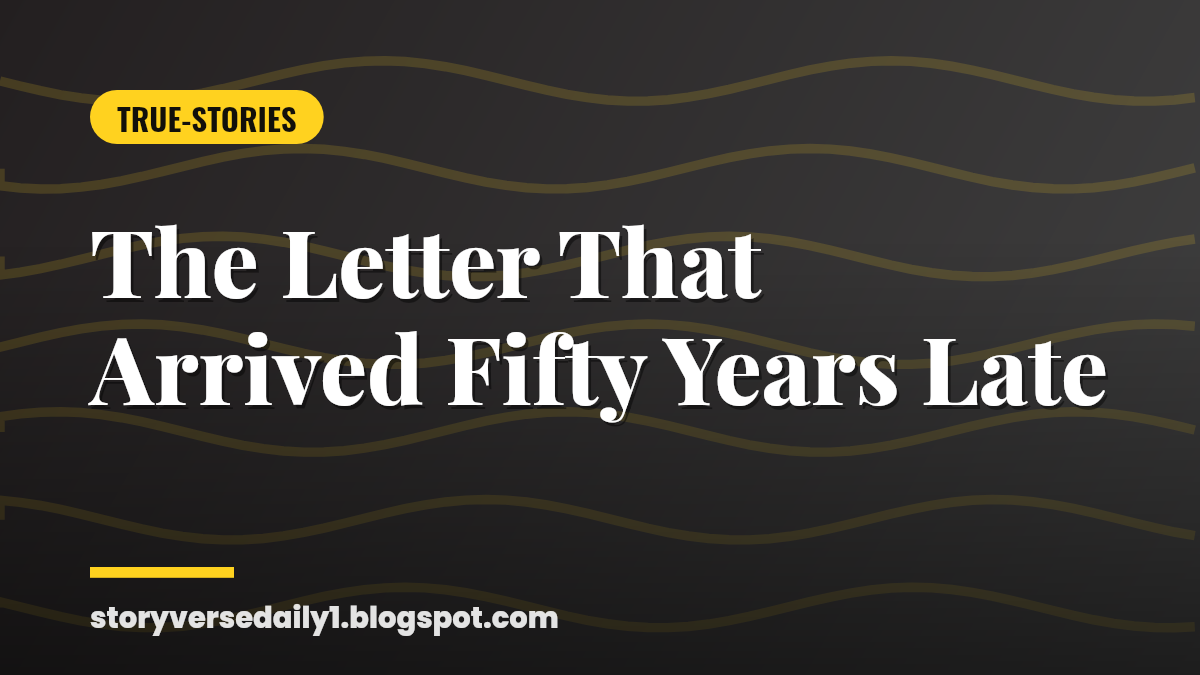 TRUE-STORIES
The Letter That
Arrived Fifty Years Late
storyversedaily1.blogspot.com